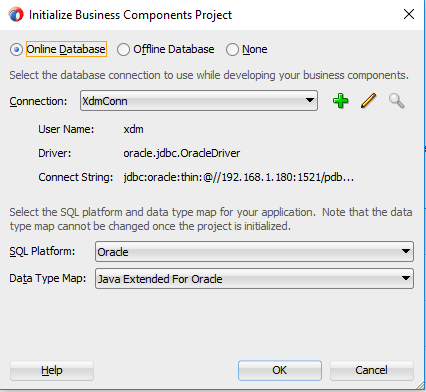 Initialize Business Components Project
Online Database Offline Database None
Select the database connection to use while developing your business components.
Connection: XdmConn
User Name: xdm
Driver: oracle.jdbc.OracleDriver
Connect String: jdbc:oracle:thin:@//192.168.1.180:1521/pdb...
Select the SQL platform and data type map for your application. Note that the data
type map cannot be changed once the project is initialized.
SQL Platform: Oracle
Data Type Map: Java Extended For Oracle
Help OK Cancel